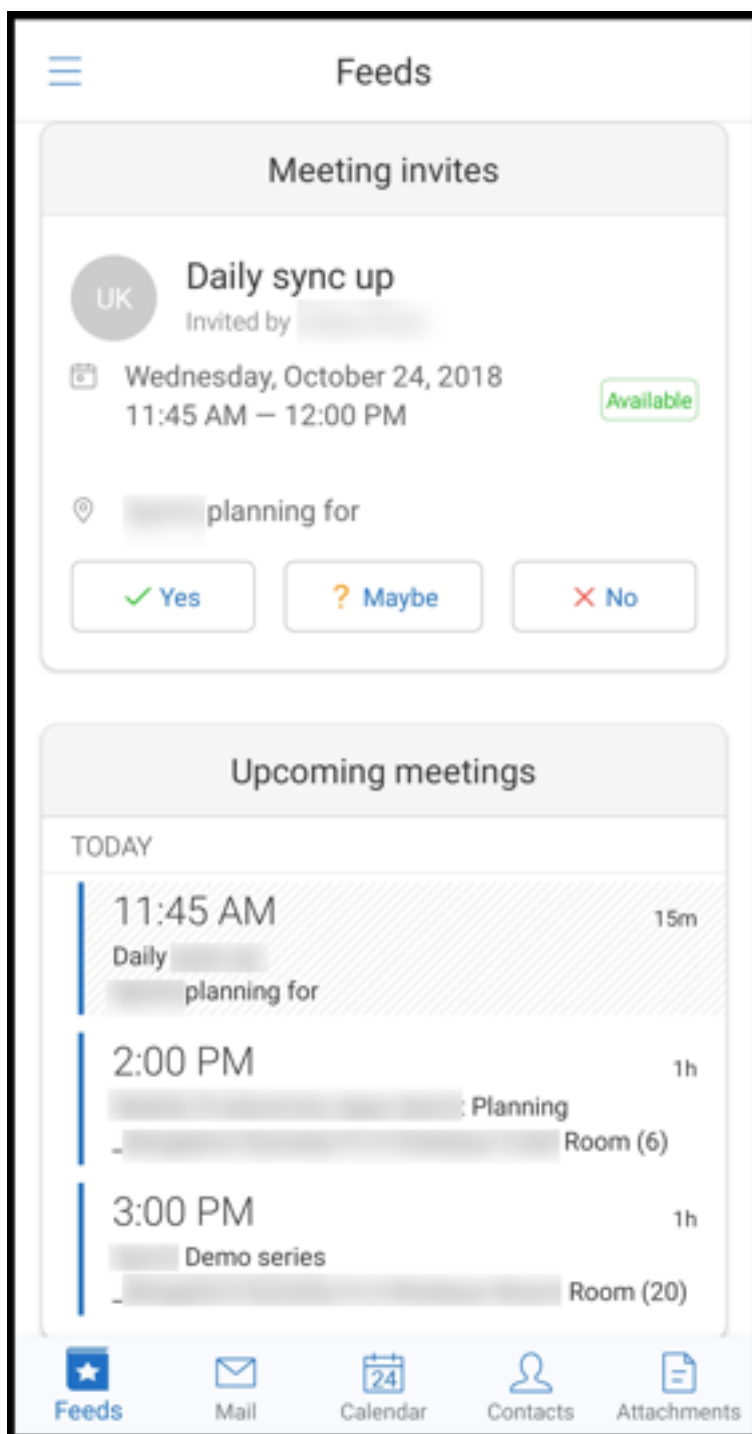 Feeds
Meeting invites
UK
Daily sync up
Invited by
Wednesday, October 24, 2018
11:45 AM — 12:00 PM
Available
planning for
Yes
? Maybe
No
Upcoming meetings
TODAY
11:45 AM
15m
Daily
planning for
2:00 PM
1h
: Planning
_ Room (6)
3:00 PM
1h
Demo series
_ Room (20)
24
Feeds
Mail
Calendar
Contacts
Attachments